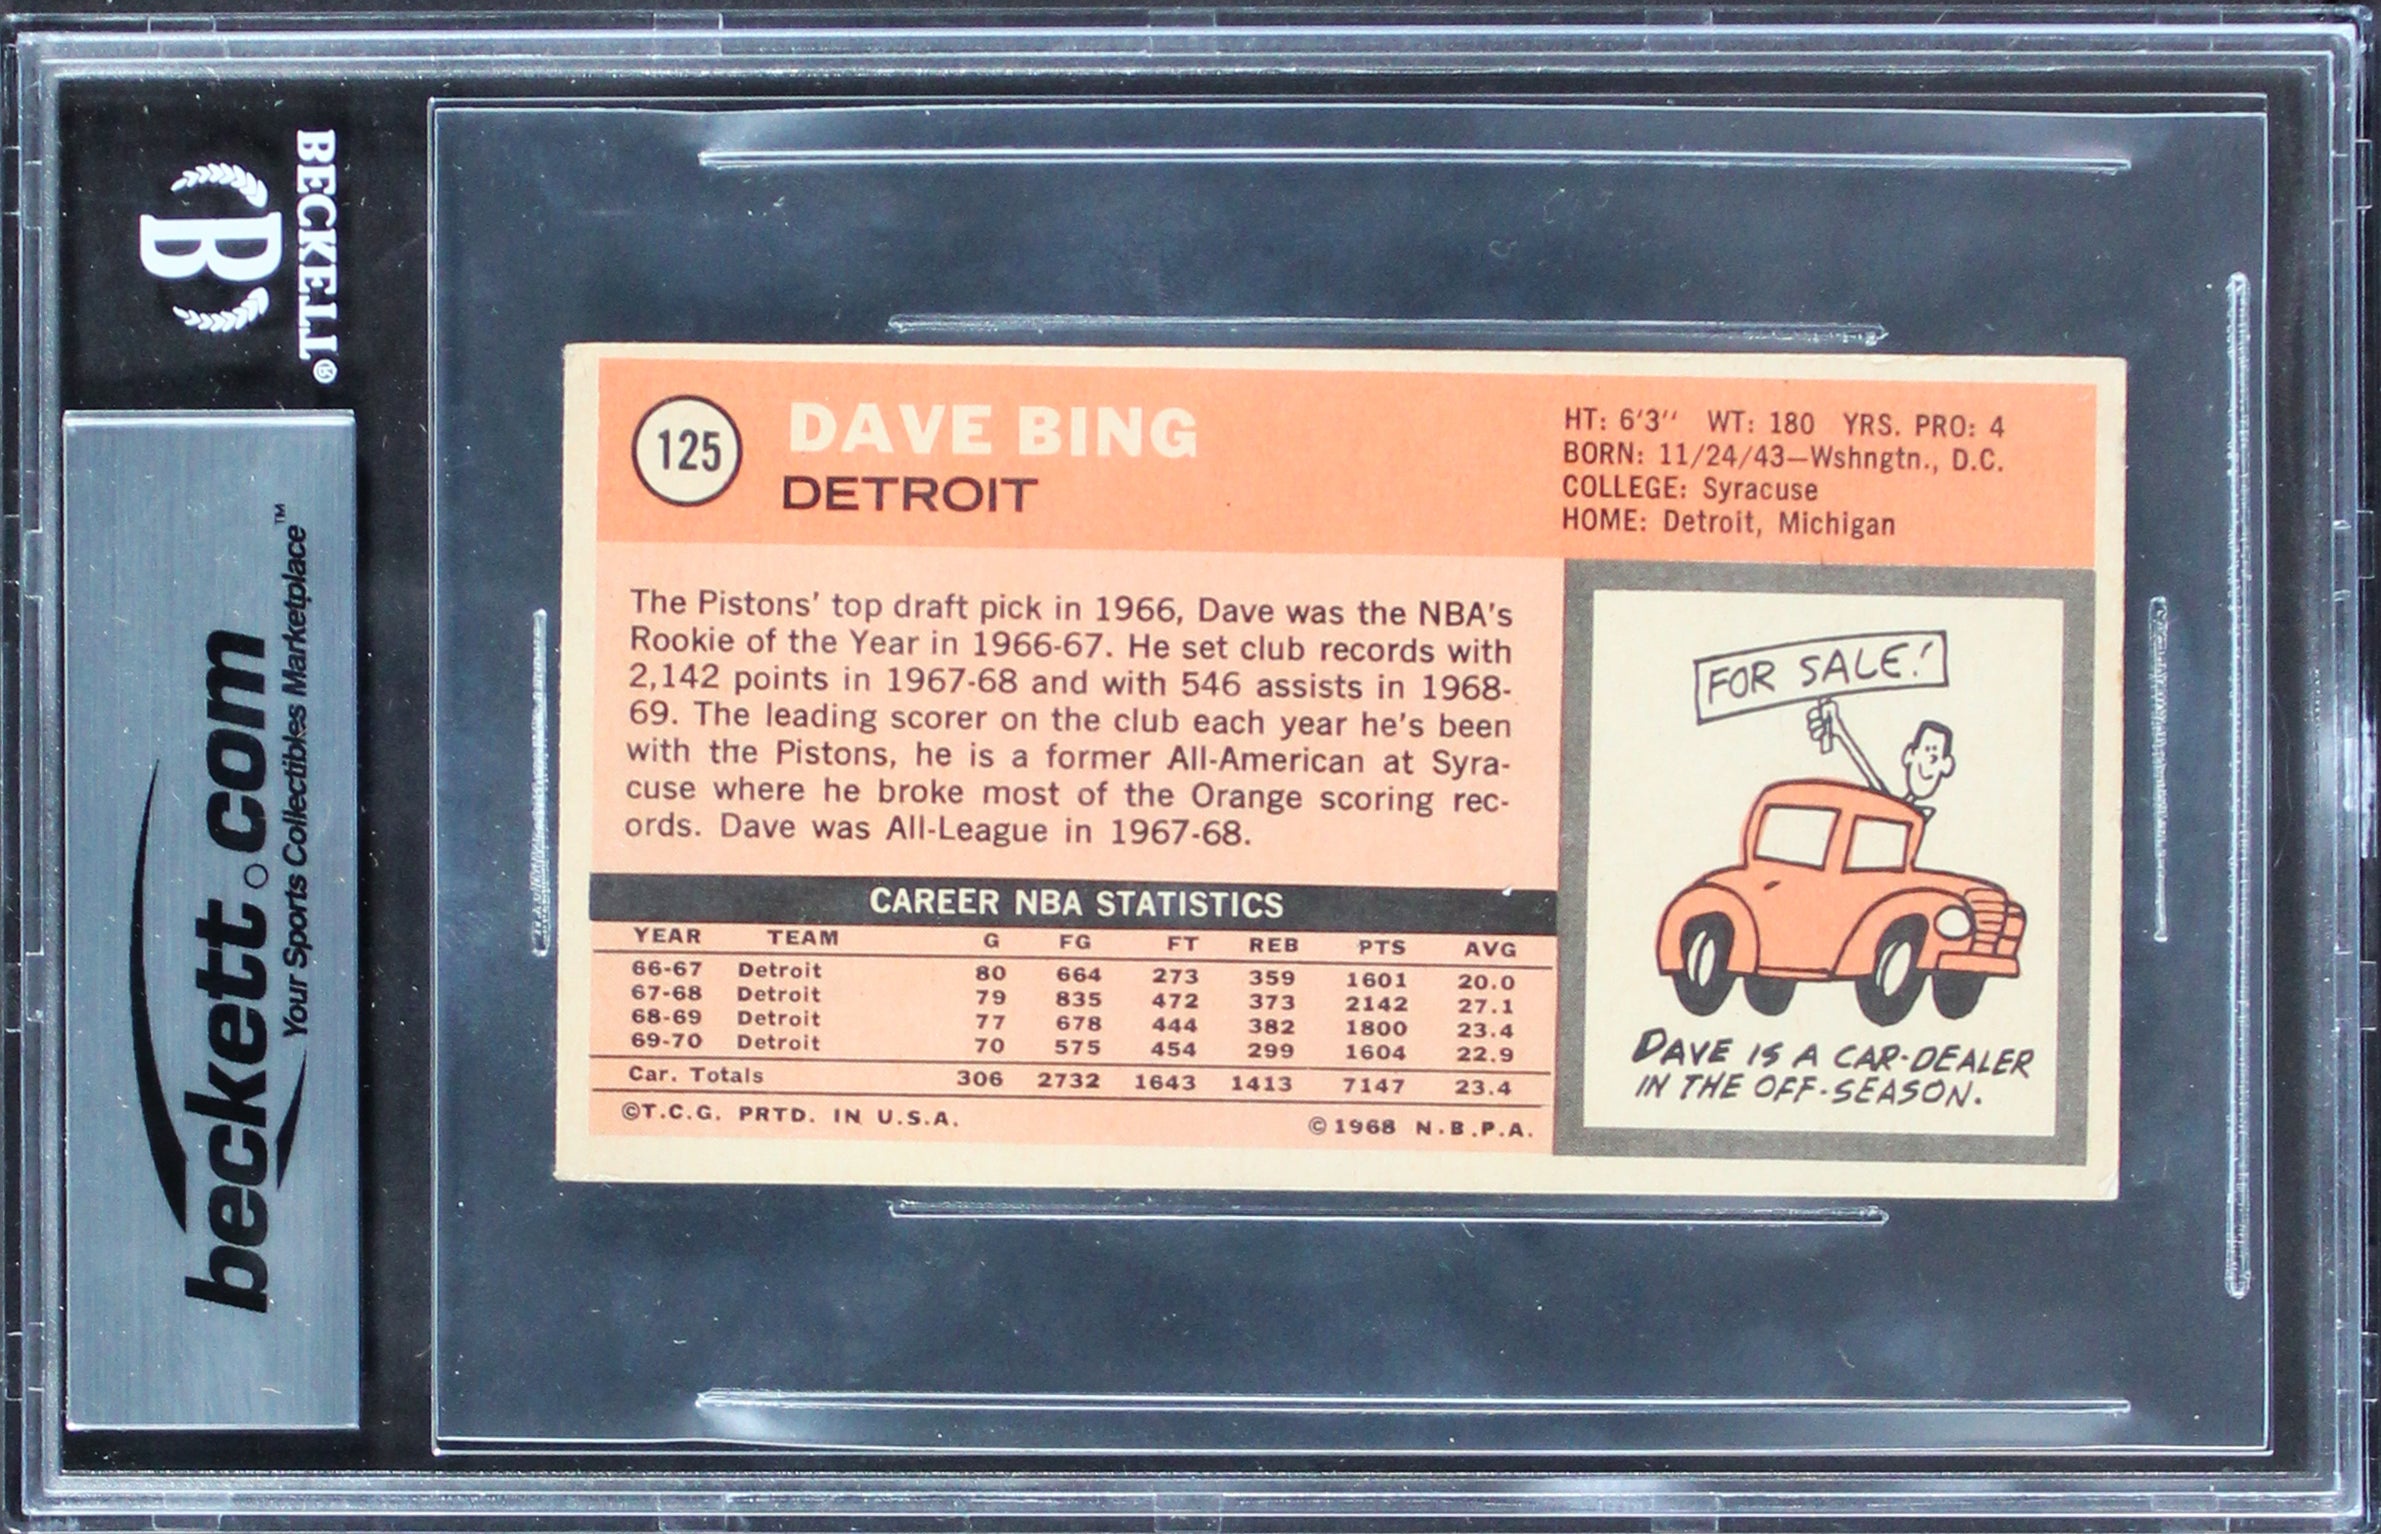 BECKETT®
B
beckett.com
Your Sports Collectibles Marketplace™
125
DAVE BING
DETROIT
HT: 6'3" WT: 180 YRS. PRO: 4
BORN: 11/24/43—Wshngtn., D.C.
COLLEGE: Syracuse
HOME: Detroit, Michigan
The Pistons' top draft pick in 1966, Dave was the NBA's
Rookie of the Year in 1966-67. He set club records with
2,142 points in 1967-68 and with 546 assists in 1968-
69. The leading scorer on the club each year he's been
with the Pistons, he is a former All-American at Syra-
cuse where he broke most of the Orange scoring rec-
ords. Dave was All-League in 1967-68.
CAREER NBA STATISTICS
YEAR TEAM G FG FT REB PTS AVG
66-67 Detroit 80 664 273 359 1601 20.0
67-68 Detroit 79 835 472 373 2142 27.1
68-69 Detroit 77 678 444 382 1800 23.4
69-70 Detroit 70 575 454 299 1604 22.9
Car. Totals 306 2732 1643 1413 7147 23.4
©T.C.G. PRTD. IN U.S.A. ©1968 N.B.P.A.
FOR SALE!
DAVE IS A CAR-DEALER
IN THE OFF-SEASON.